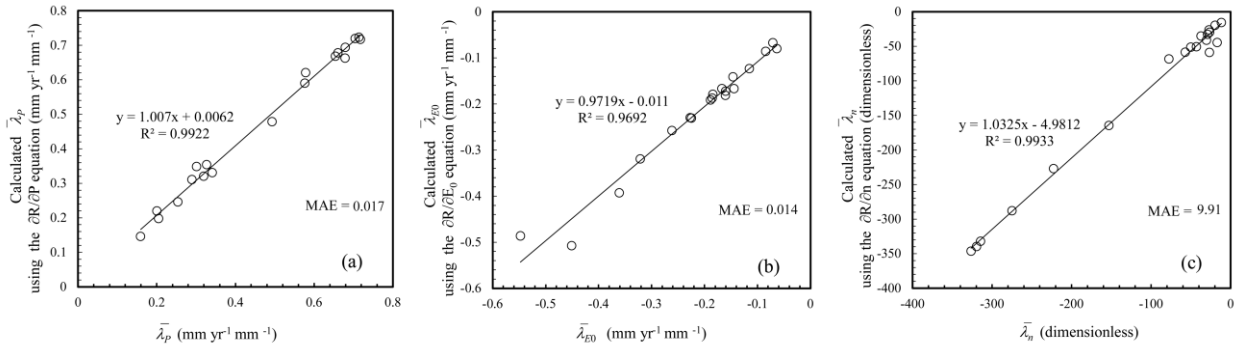 Calculated λ̄_P
using the ∂R/∂P equation (mm yr⁻¹ mm⁻¹)
0.8
0.7
0.6
0.5
0.4
0.3
0.2
0.1
0
y = 1.007x + 0.0062
R² = 0.9922
MAE = 0.017
(a)
0 0.2 0.4 0.6 0.8
λ̄_P (mm yr⁻¹ mm⁻¹)
Calculated λ̄_E0
using the ∂R/∂E₀ equation (mm yr⁻¹ mm⁻¹)
0
-0.1
-0.2
-0.3
-0.4
-0.5
-0.6
y = 0.9719x - 0.011
R² = 0.9692
MAE = 0.014
(b)
-0.6 -0.5 -0.4 -0.3 -0.2 -0.1 0
λ̄_E0 (mm yr⁻¹ mm⁻¹)
Calculated λ̄_n
using the ∂R/∂n equation (dimensionless)
0
-50
-100
-150
-200
-250
-300
-350
-400
y = 1.0325x - 4.9812
R² = 0.9933
MAE = 9.91
(c)
-400 -300 -200 -100 0
λ̄_n (dimensionless)